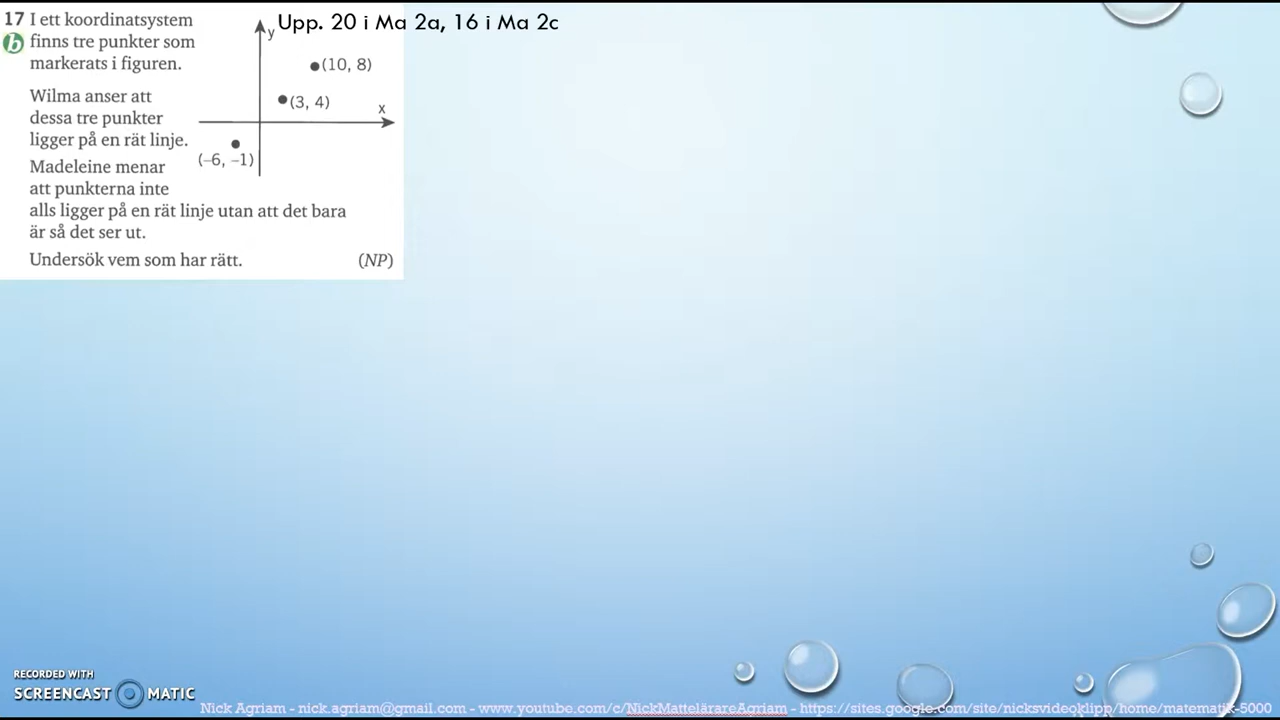 17 I ett koordinatsystem
b finns tre punkter som
markerats i figuren.
Wilma anser att
dessa tre punkter
ligger på en rät linje.
Madeleine menar
att punkterna inte
alls ligger på en rät linje utan att det bara
är så det ser ut.
Undersök vem som har rätt. (NP)
Upp. 20 i Ma 2a, 16 i Ma 2c
y
(10, 8)
(3, 4)
x
(–6, –1)
RECORDED WITH
SCREENCAST MATIC
Nick Agriam - nick.agriam@gmail.com - www.youtube.com/c/NickMattelärareAgriam - https://sites.google.com/site/nicksvideoklipp/home/matematik-5000